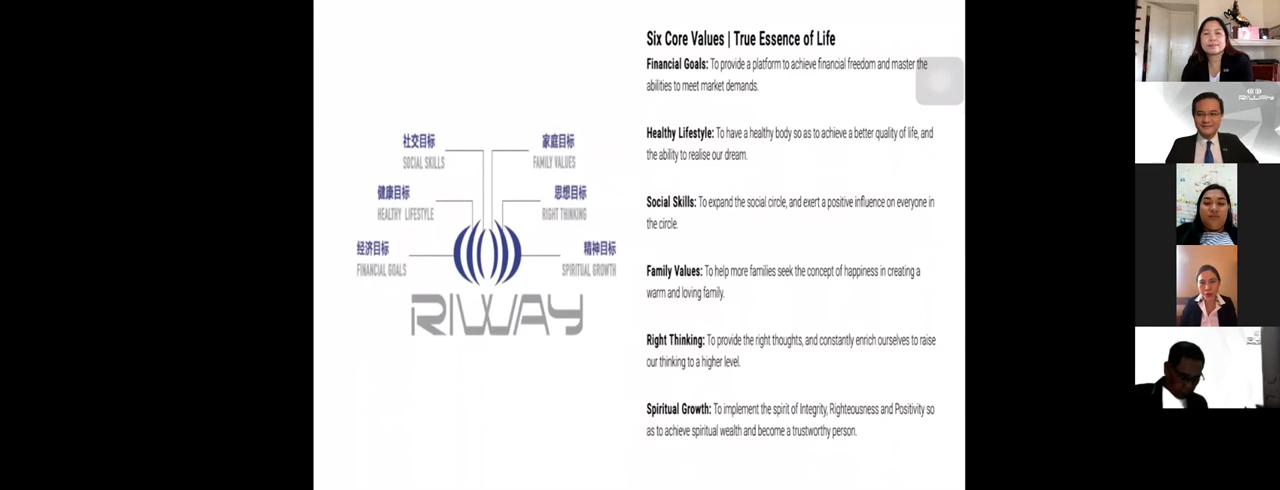 社交目标
SOCIAL SKILLS
家庭目标
FAMILY VALUES
健康目标
HEALTHY LIFESTYLE
思想目标
RIGHT THINKING
经济目标
FINANCIAL GOALS
精神目标
SPIRITUAL GROWTH
RIWAY
Six Core Values | True Essence of Life
Financial Goals: To provide a platform to achieve financial freedom and master the
abilities to meet market demands.
Healthy Lifestyle: To have a healthy body so as to achieve a better quality of life, and
the ability to realise our dream.
Social Skills: To expand the social circle, and exert a positive influence on everyone in
the circle.
Family Values: To help more families seek the concept of happiness in creating a
warm and loving family.
Right Thinking: To provide the right thoughts, and constantly enrich ourselves to raise
our thinking to a higher level.
Spiritual Growth: To implement the spirit of Integrity, Righteousness and Positivity so
as to achieve spiritual wealth and become a trustworthy person.
RIWAY